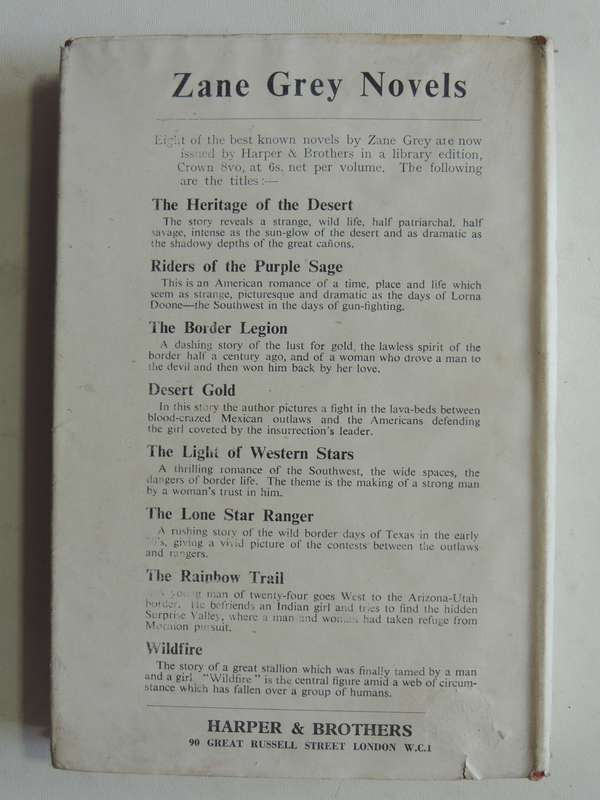 Zane Grey Novels
Eight of the best known novels by Zane Grey are now
issued by Harper & Brothers in a library edition,
Crown 8vo, at 6s. net per volume. The following
are the titles:—
The Heritage of the Desert
The story reveals a strange, wild life, half patriarchal, half
savage, intense as the sun-glow of the desert and as dramatic as
the shadowy depths of the great cañons.
Riders of the Purple Sage
This is an American romance of a time, place and life which
seem as strange, picturesque and dramatic as the days of Lorna
Doone—the Southwest in the days of gun-fighting.
The Border Legion
A dashing story of the lust for gold, the lawless spirit of the
border half a century ago, and of a woman who drove a man to
the devil and then won him back by her love.
Desert Gold
In this story the author pictures a fight in the lava-beds between
blood-crazed Mexican outlaws and the Americans defending
the girl coveted by the insurrection's leader.
The Light of Western Stars
A thrilling romance of the Southwest, the wide spaces, the
dangers of border life. The theme is the making of a strong man
by a woman's trust in him.
The Lone Star Ranger
A rushing story of the wild border days of Texas in the early
giving a vivid picture of the contests between the outlaws
and rangers.
The Rainbow Trail
young man of twenty-four goes West to the Arizona-Utah
border. He befriends an Indian girl and tries to find the hidden
Surprise Valley, where a man and woman had taken refuge from
Mormon pursuit.
Wildfire
The story of a great stallion which was finally tamed by a man
and a girl. "Wildfire" is the central figure amid a web of circum-
stance which has fallen over a group of humans.
HARPER & BROTHERS
90 GREAT RUSSELL STREET LONDON W.C.1